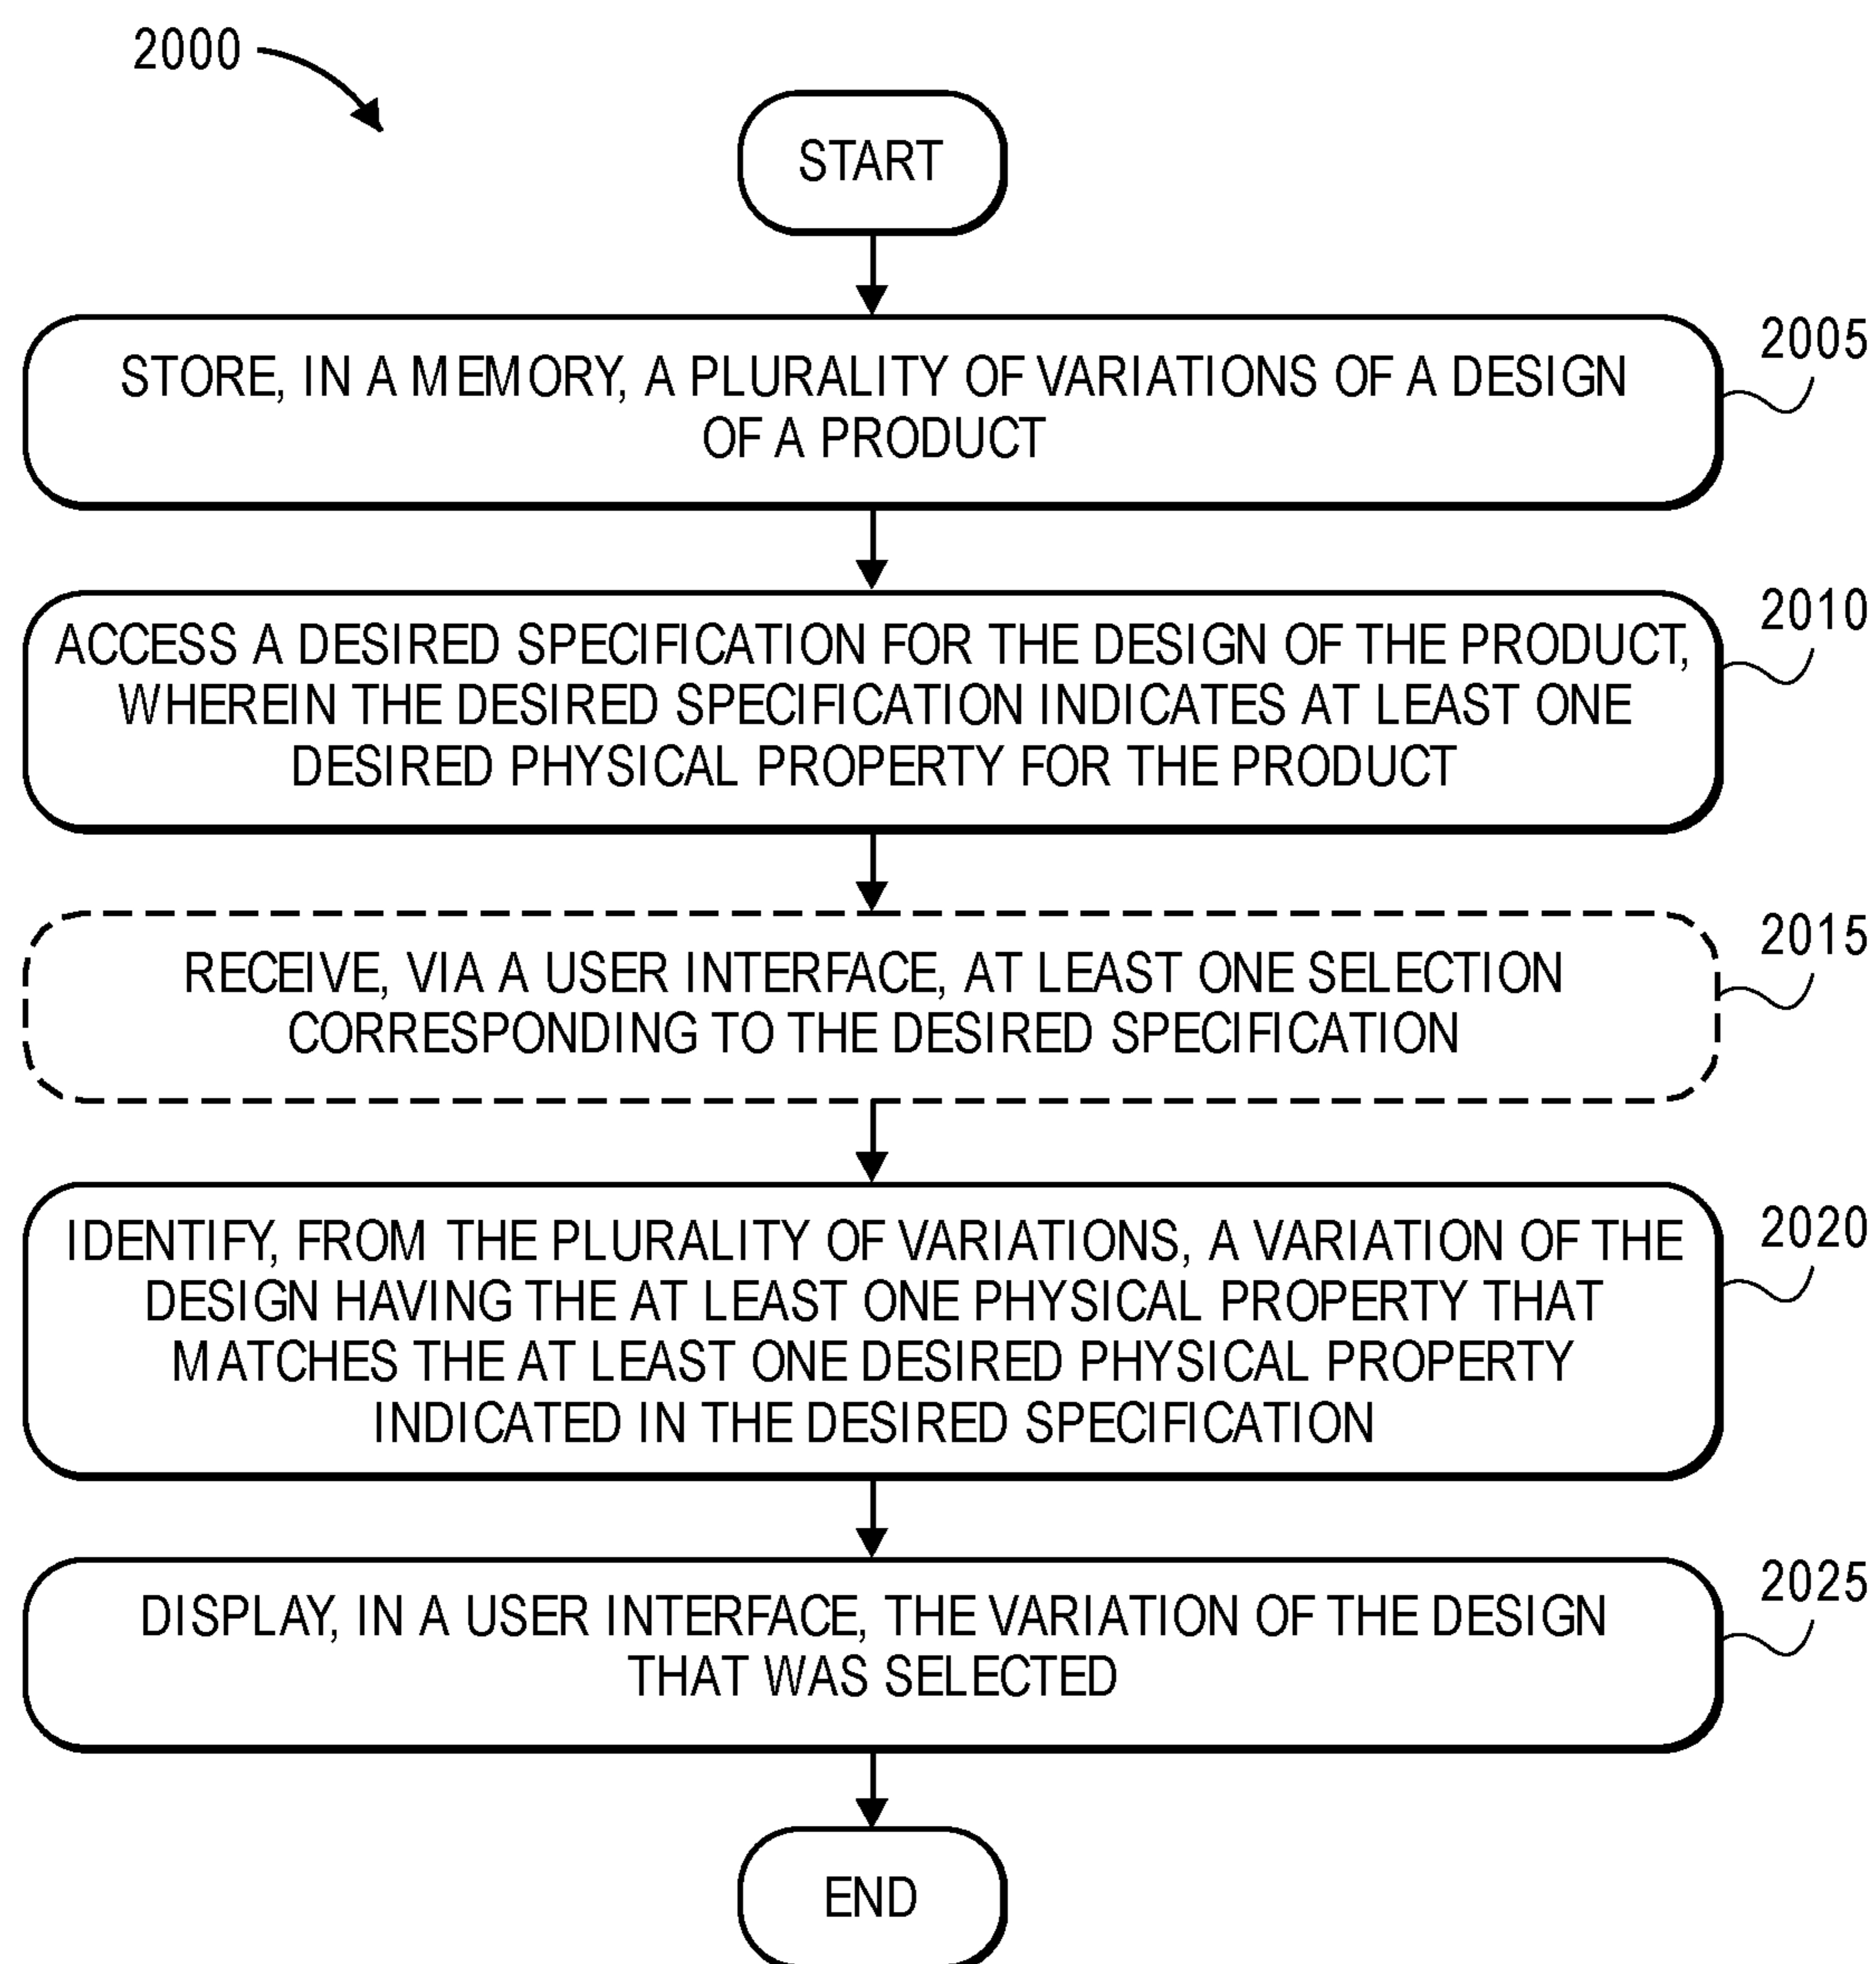 2000
START
2005
STORE, IN A MEMORY, A PLURALITY OF VARIATIONS OF A DESIGN
OF A PRODUCT
2010
ACCESS A DESIRED SPECIFICATION FOR THE DESIGN OF THE PRODUCT,
WHEREIN THE DESIRED SPECIFICATION INDICATES AT LEAST ONE
DESIRED PHYSICAL PROPERTY FOR THE PRODUCT
2015
RECEIVE, VIA A USER INTERFACE, AT LEAST ONE SELECTION
CORRESPONDING TO THE DESIRED SPECIFICATION
2020
IDENTIFY, FROM THE PLURALITY OF VARIATIONS, A VARIATION OF THE
DESIGN HAVING THE AT LEAST ONE PHYSICAL PROPERTY THAT
MATCHES THE AT LEAST ONE DESIRED PHYSICAL PROPERTY
INDICATED IN THE DESIRED SPECIFICATION
2025
DISPLAY, IN A USER INTERFACE, THE VARIATION OF THE DESIGN
THAT WAS SELECTED
END